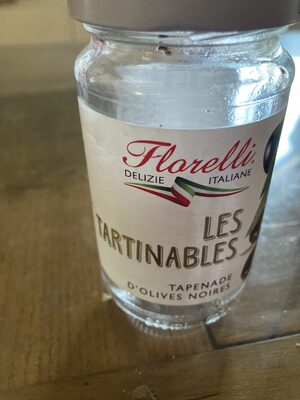 Florelli®
DELIZIE ITALIANE
LES
TARTINABLES
TAPENADE
D'OLIVES NOIRES